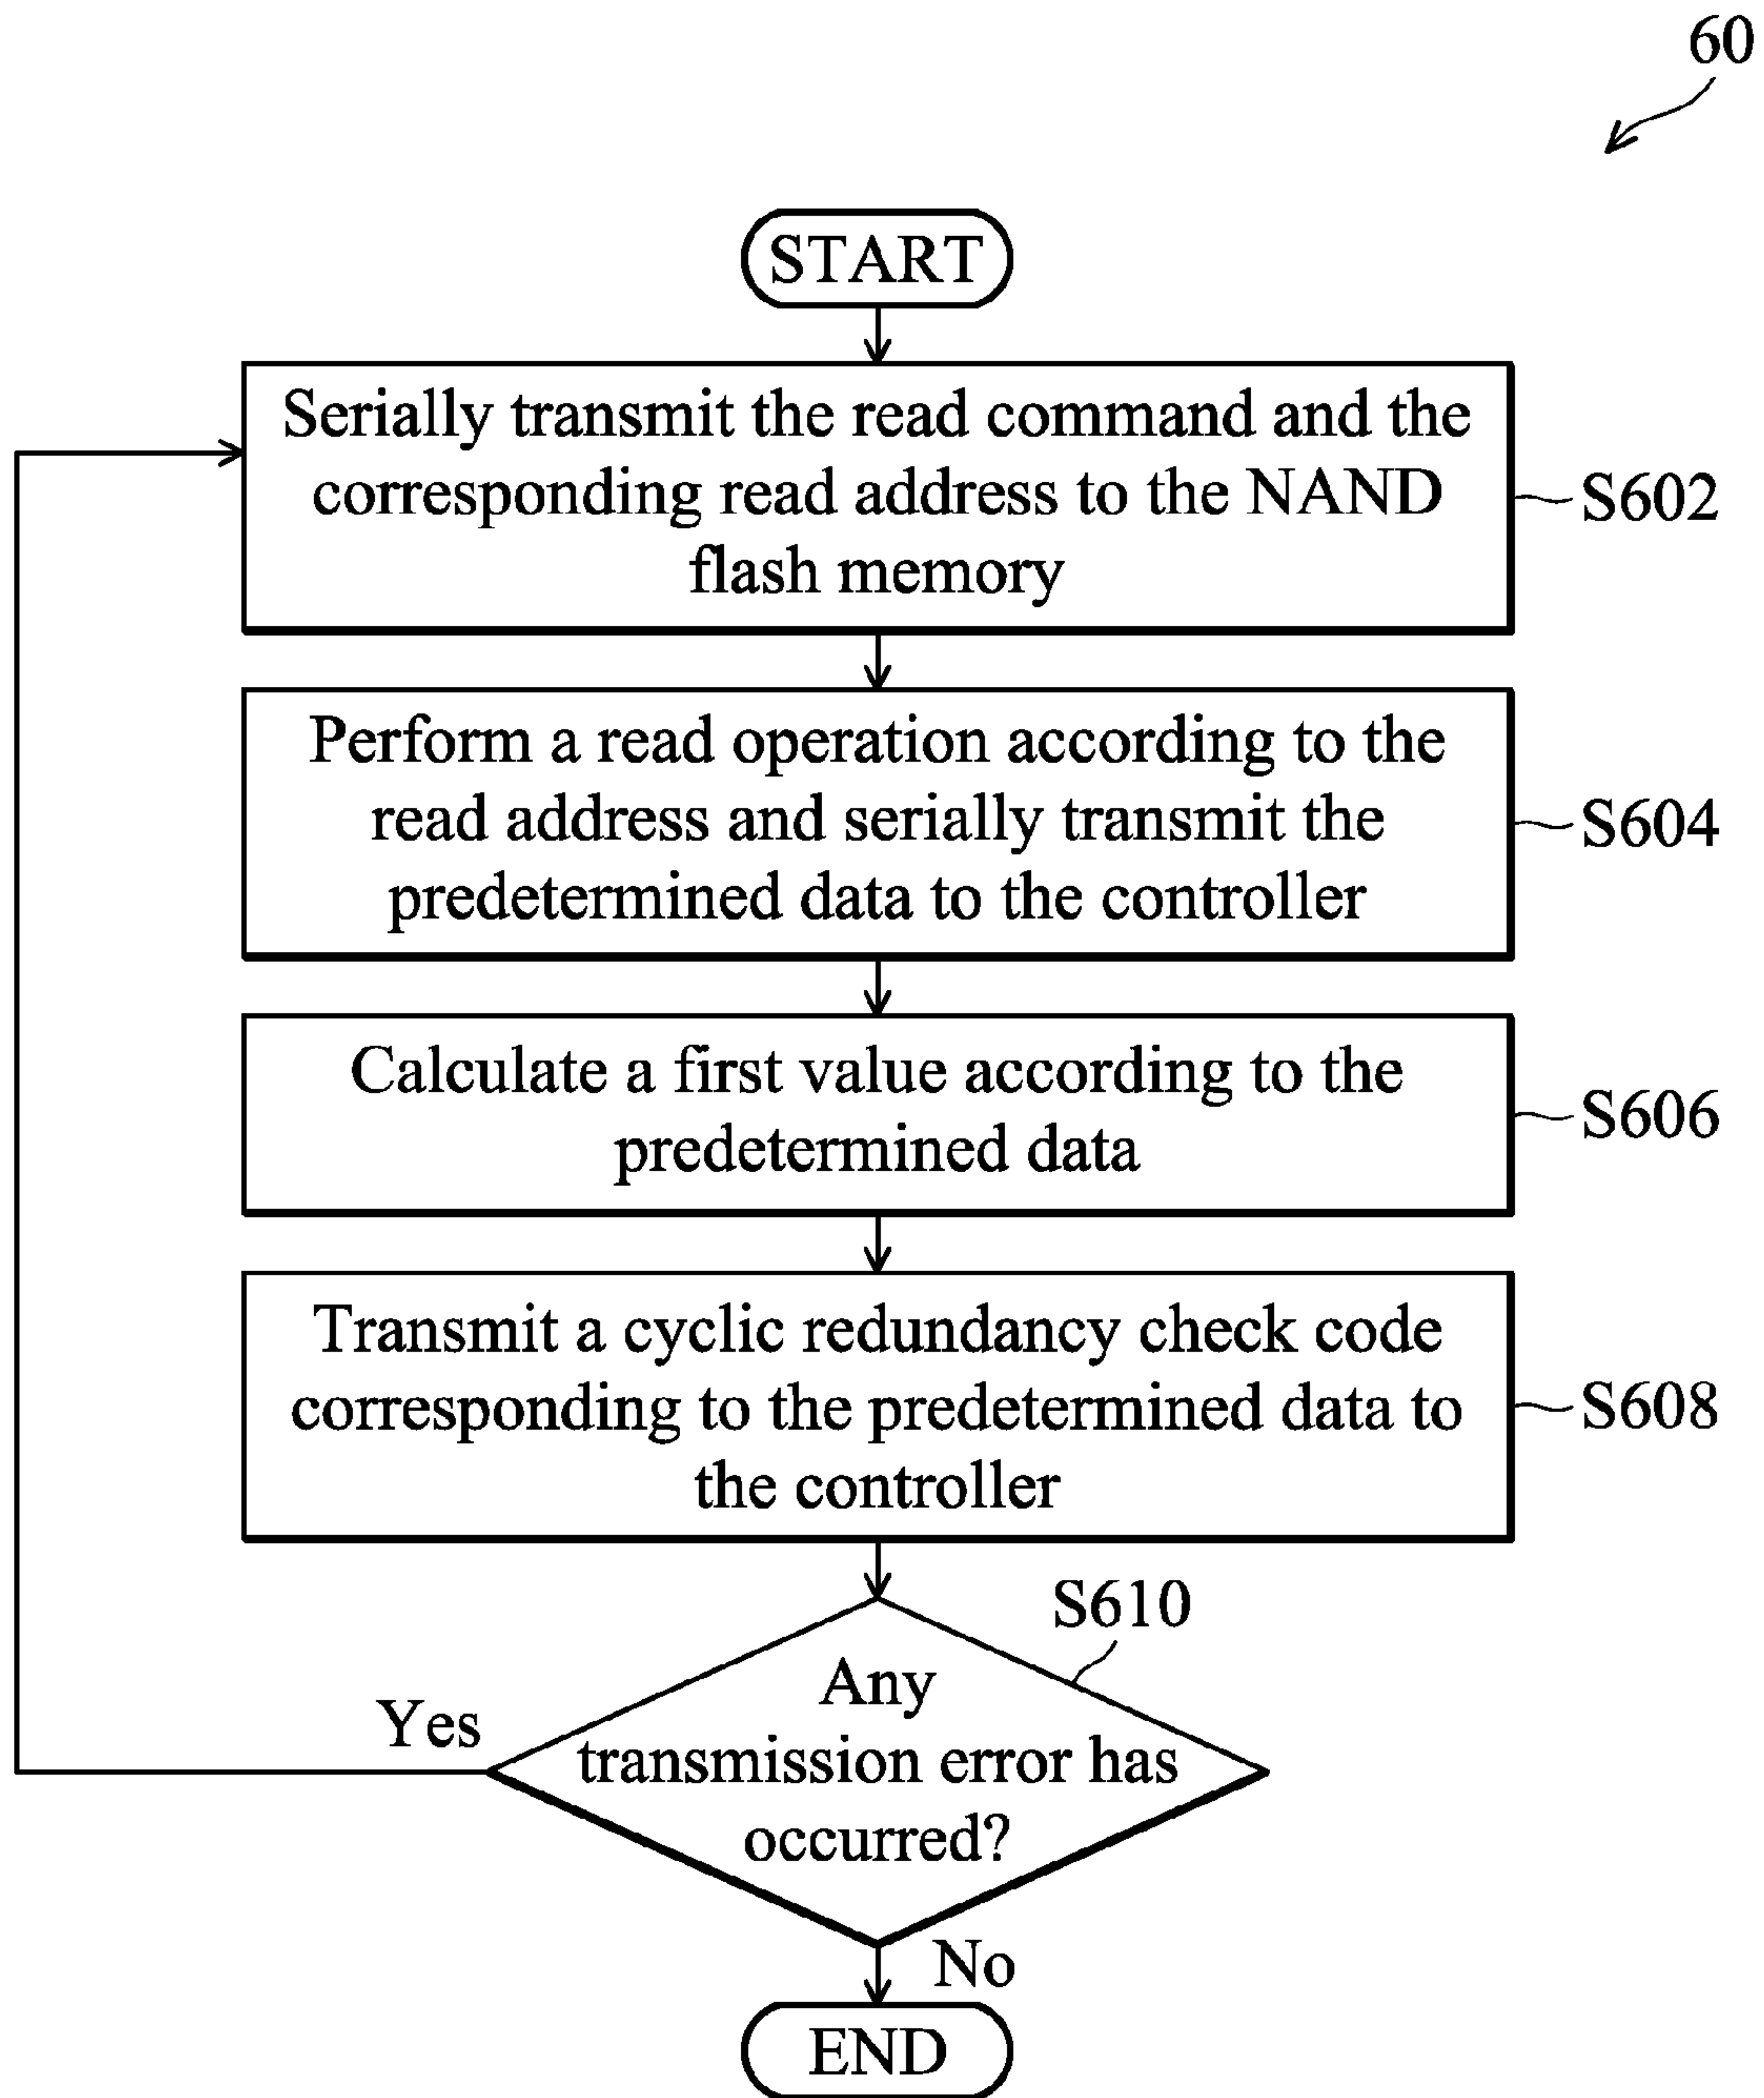 60
START
Serially transmit the read command and the
corresponding read address to the NAND
flash memory
S602
Perform a read operation according to the
read address and serially transmit the
predetermined data to the controller
S604
Calculate a first value according to the
predetermined data
S606
Transmit a cyclic redundancy check code
corresponding to the predetermined data to
the controller
S608
S610
Any
transmission error has
occurred?
Yes
No
END